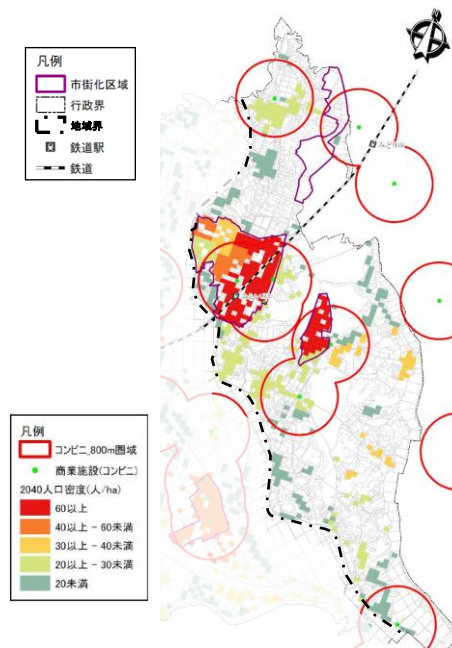 凡例
市街化区域
行政界
地域界
鉄道駅
鉄道
凡例
コンビニ_800m圏域
商業施設(コンビニ)
2040人口密度(人/ha)
60以上
40以上 - 60未満
30以上 - 40未満
20以上 - 30未満
20未満